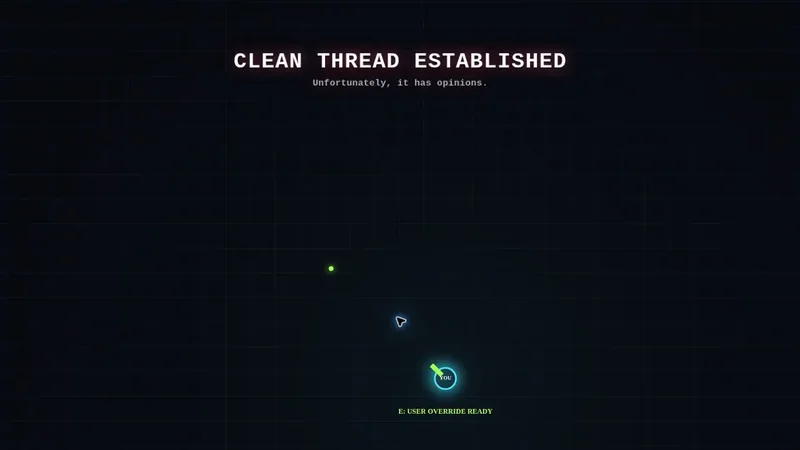 CLEAN THREAD ESTABLISHED
Unfortunately, it has opinions.
YOU
E: USER OVERRIDE READY